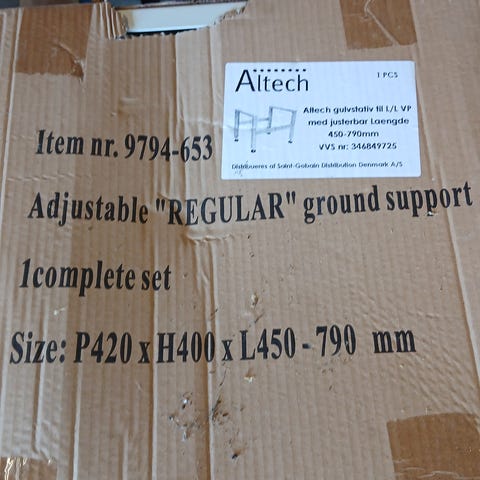 Altech
1 PCS
Altech gulvstativ til L/L VP
med justerbar Laengde
450-790mm
VVS nr: 346849725
Distribueres af Saint-Gobain Distribution Denmark A/S
Item nr. 9794-653
Adjustable "REGULAR" ground support
1complete set
Size: P420 x H400 x L450 - 790 mm